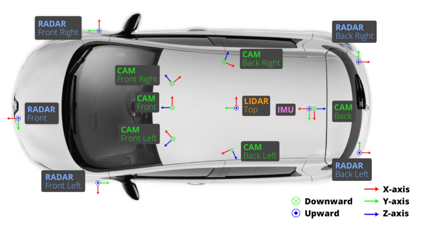 RADAR
Front Right
RADAR
Back Right
CAM
Back Right
CAM
Front Right
CAM
Front
LIDAR
Top
IMU
CAM
Back
RADAR
Front
CAM
Front Left
CAM
Back Left
RADAR
Back Left
RADAR
Front Left
X-axis
Downward
Y-axis
Upward
Z-axis